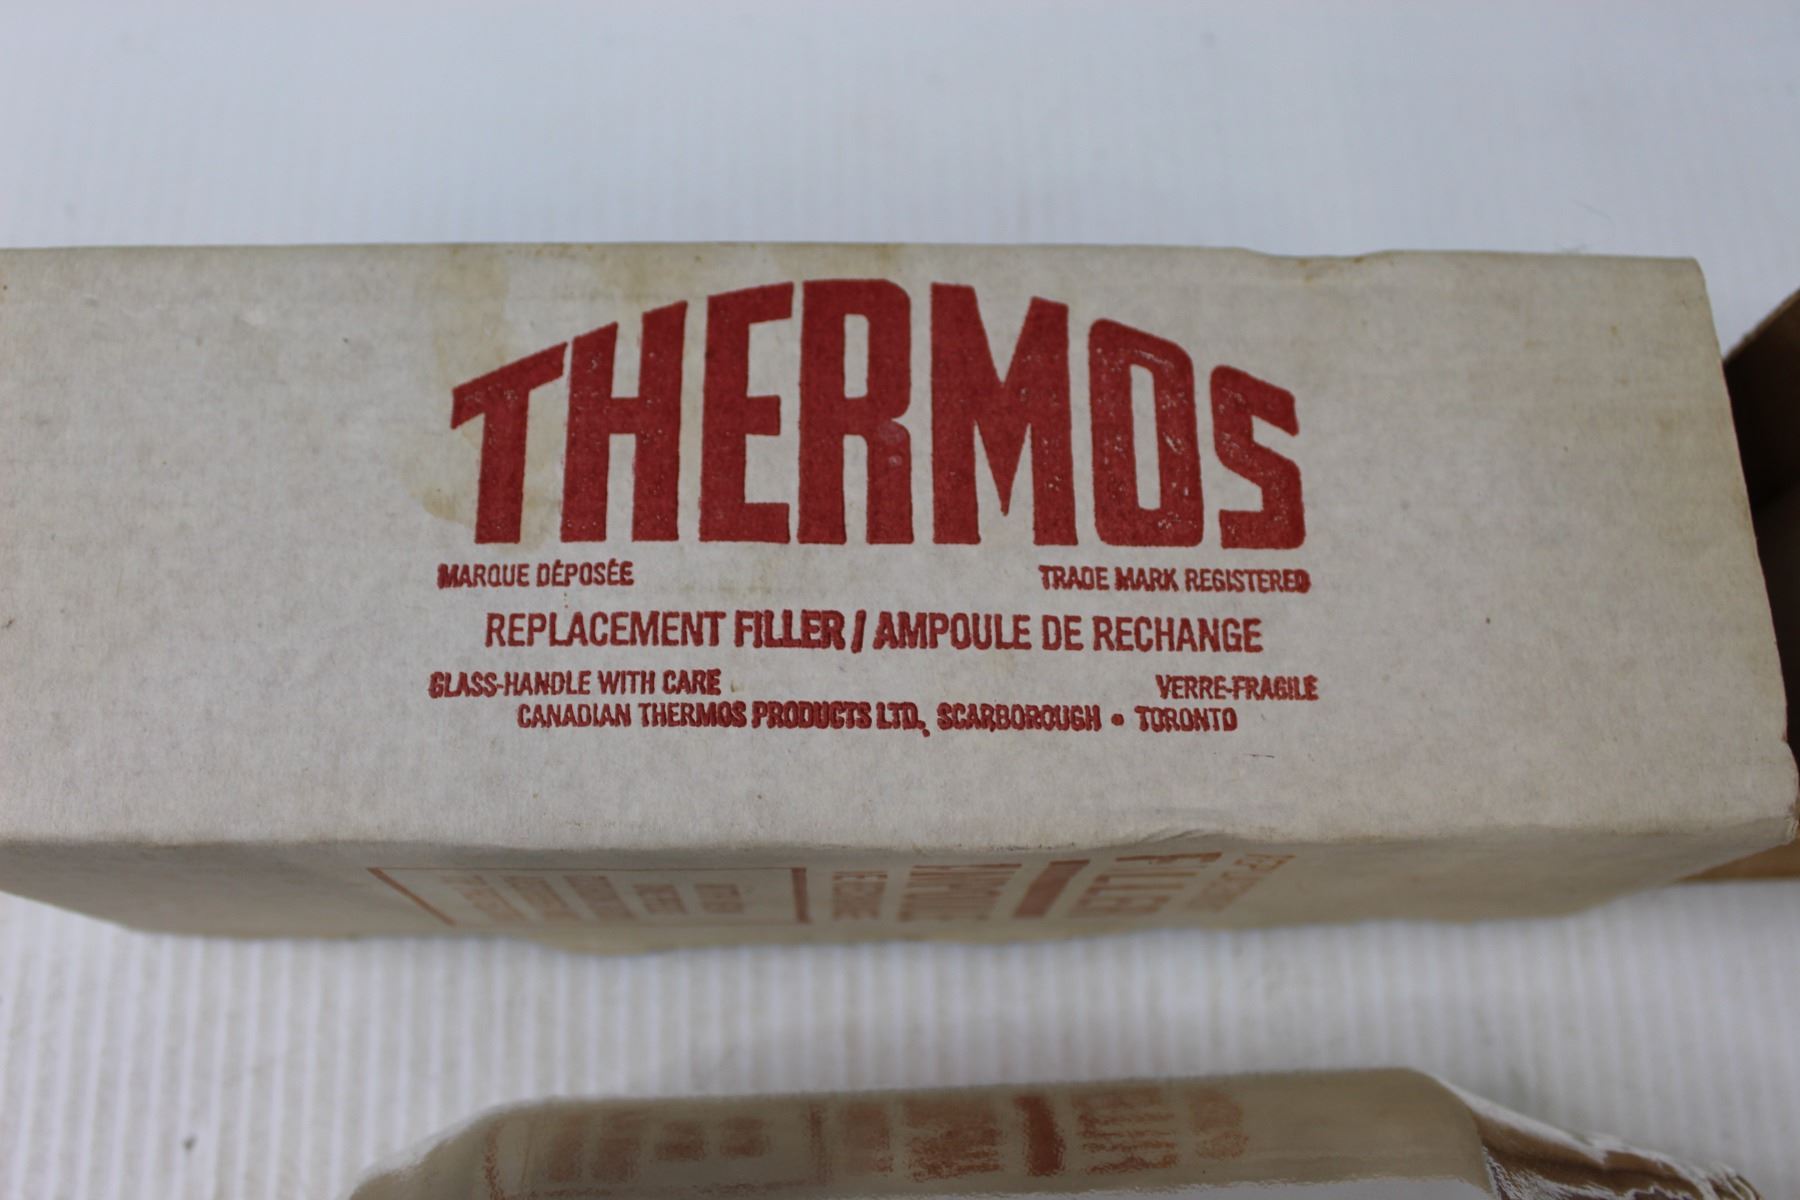 THERMOS
MARQUE DÉPOSÉE TRADE MARK REGISTERED
REPLACEMENT FILLER / AMPOULE DE RECHANGE
GLASS-HANDLE WITH CARE VERRE-FRAGILE
CANADIAN THERMOS PRODUCTS LTD., SCARBOROUGH • TORONTO
FILLER